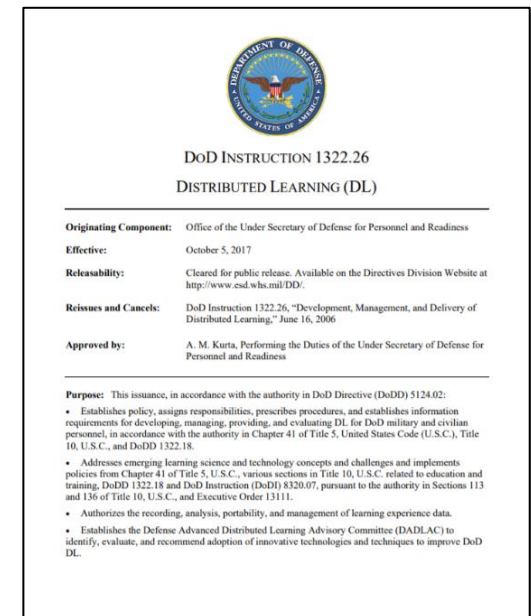 DEPARTMENT OF DEFENSE
UNITED STATES OF AMERICA
DOD INSTRUCTION 1322.26
DISTRIBUTED LEARNING (DL)
Originating Component: Office of the Under Secretary of Defense for Personnel and Readiness
Effective: October 5, 2017
Releasability: Cleared for public release. Available on the Directives Division Website at
http://www.esd.whs.mil/DD/.
Reissues and Cancels: DoD Instruction 1322.26, "Development, Management, and Delivery of
Distributed Learning," June 16, 2006
Approved by: A. M. Kurta, Performing the Duties of the Under Secretary of Defense for
Personnel and Readiness
Purpose: This issuance, in accordance with the authority in DoD Directive (DoDD) 5124.02:
• Establishes policy, assigns responsibilities, prescribes procedures, and establishes information
requirements for developing, managing, providing, and evaluating DL for DoD military and civilian
personnel, in accordance with the authority in Chapter 41 of Title 5, United States Code (U.S.C.), Title
10, U.S.C., and DoDD 1322.18.
• Addresses emerging learning science and technology concepts and challenges and implements
policies from Chapter 41 of Title 5, U.S.C., various sections in Title 10, U.S.C. related to education and
training, DoDD 1322.18 and DoD Instruction (DoDI) 8320.07, pursuant to the authority in Sections 113
and 136 of Title 10, U.S.C., and Executive Order 13111.
• Authorizes the recording, analysis, portability, and management of learning experience data.
• Establishes the Defense Advanced Distributed Learning Advisory Committee (DADLAC) to
identify, evaluate, and recommend adoption of innovative technologies and techniques to improve DoD
DL.